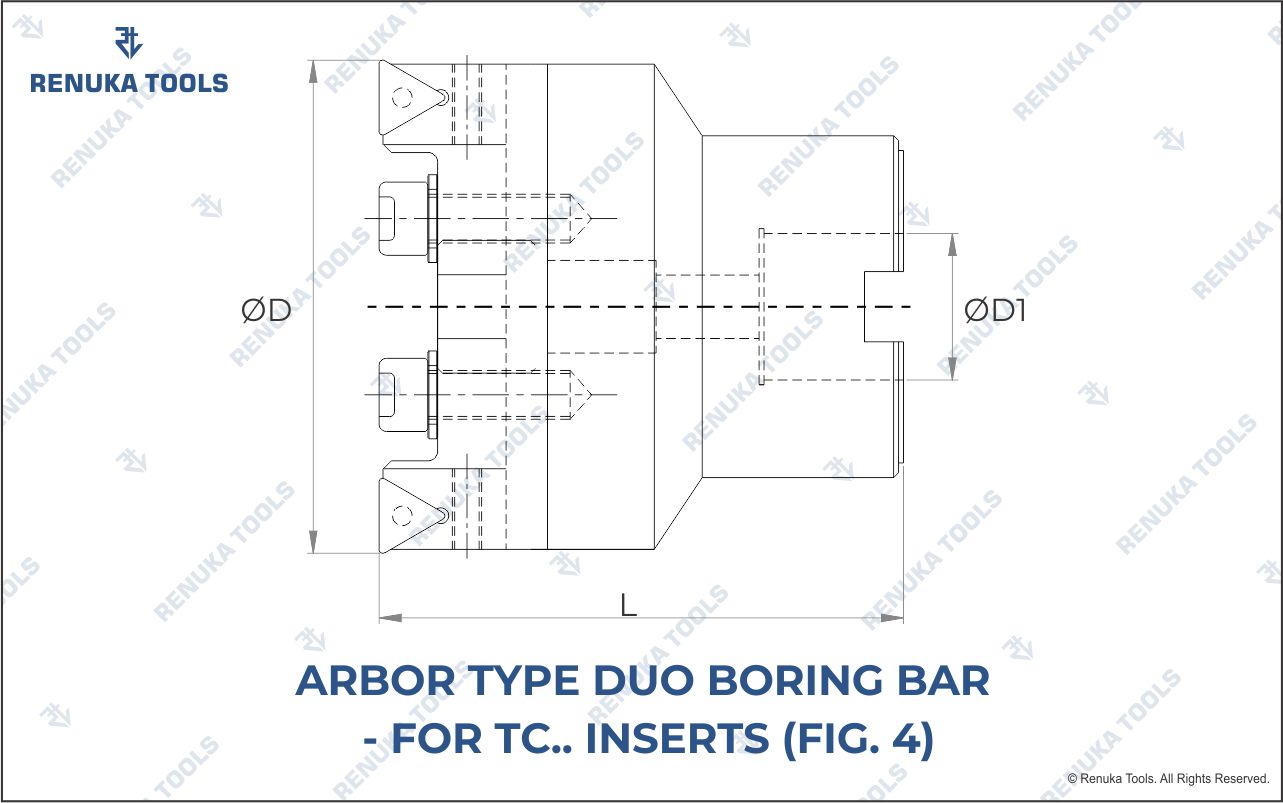 RENUKA TOOLS
ØD
ØD1
L
ARBOR TYPE DUO BORING BAR
- FOR TC.. INSERTS (FIG. 4)
© Renuka Tools. All Rights Reserved.